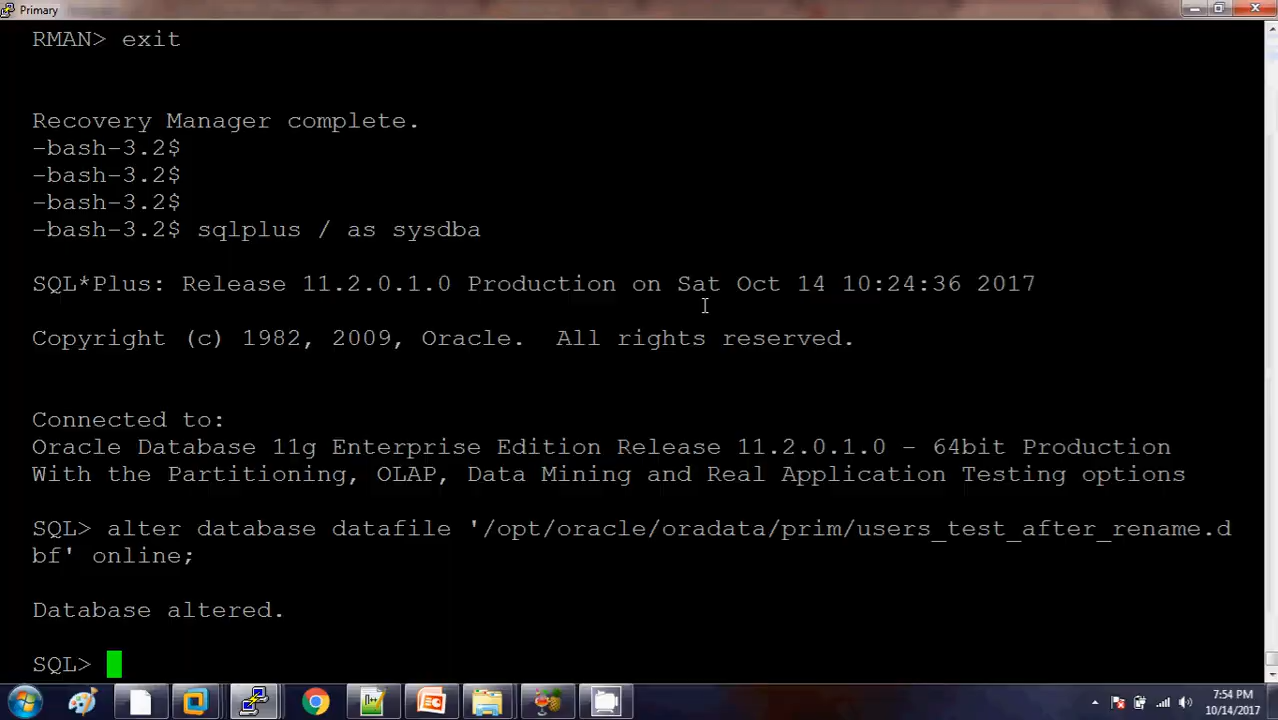 Primary
RMAN> exit
Recovery Manager complete.
-bash-3.2$
-bash-3.2$
-bash-3.2$
-bash-3.2$ sqlplus / as sysdba
SQL*Plus: Release 11.2.0.1.0 Production on Sat Oct 14 10:24:36 2017
Copyright (c) 1982, 2009, Oracle.  All rights reserved.
Connected to:
Oracle Database 11g Enterprise Edition Release 11.2.0.1.0 - 64bit Production
With the Partitioning, OLAP, Data Mining and Real Application Testing options
SQL> alter database datafile '/opt/oracle/oradata/prim/users_test_after_rename.d
bf' online;
Database altered.
SQL>
7:54 PM
10/14/2017